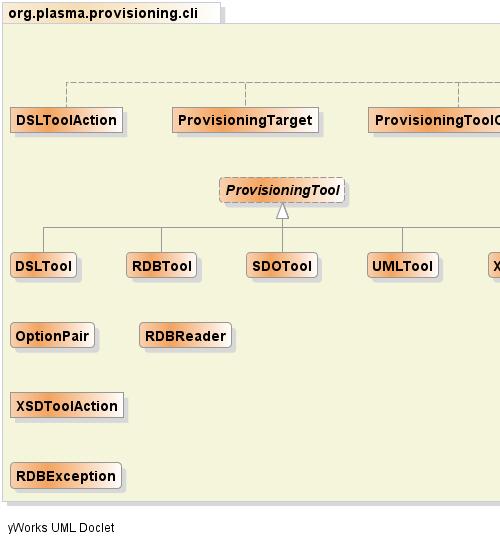 org.plasma.provisioning.cli
DSLToolAction ProvisioningTarget ProvisioningToolO
ProvisioningTool
DSLTool RDBTool SDOTool UMLTool X
OptionPair RDBReader
XSDToolAction
RDBException
yWorks UML Doclet